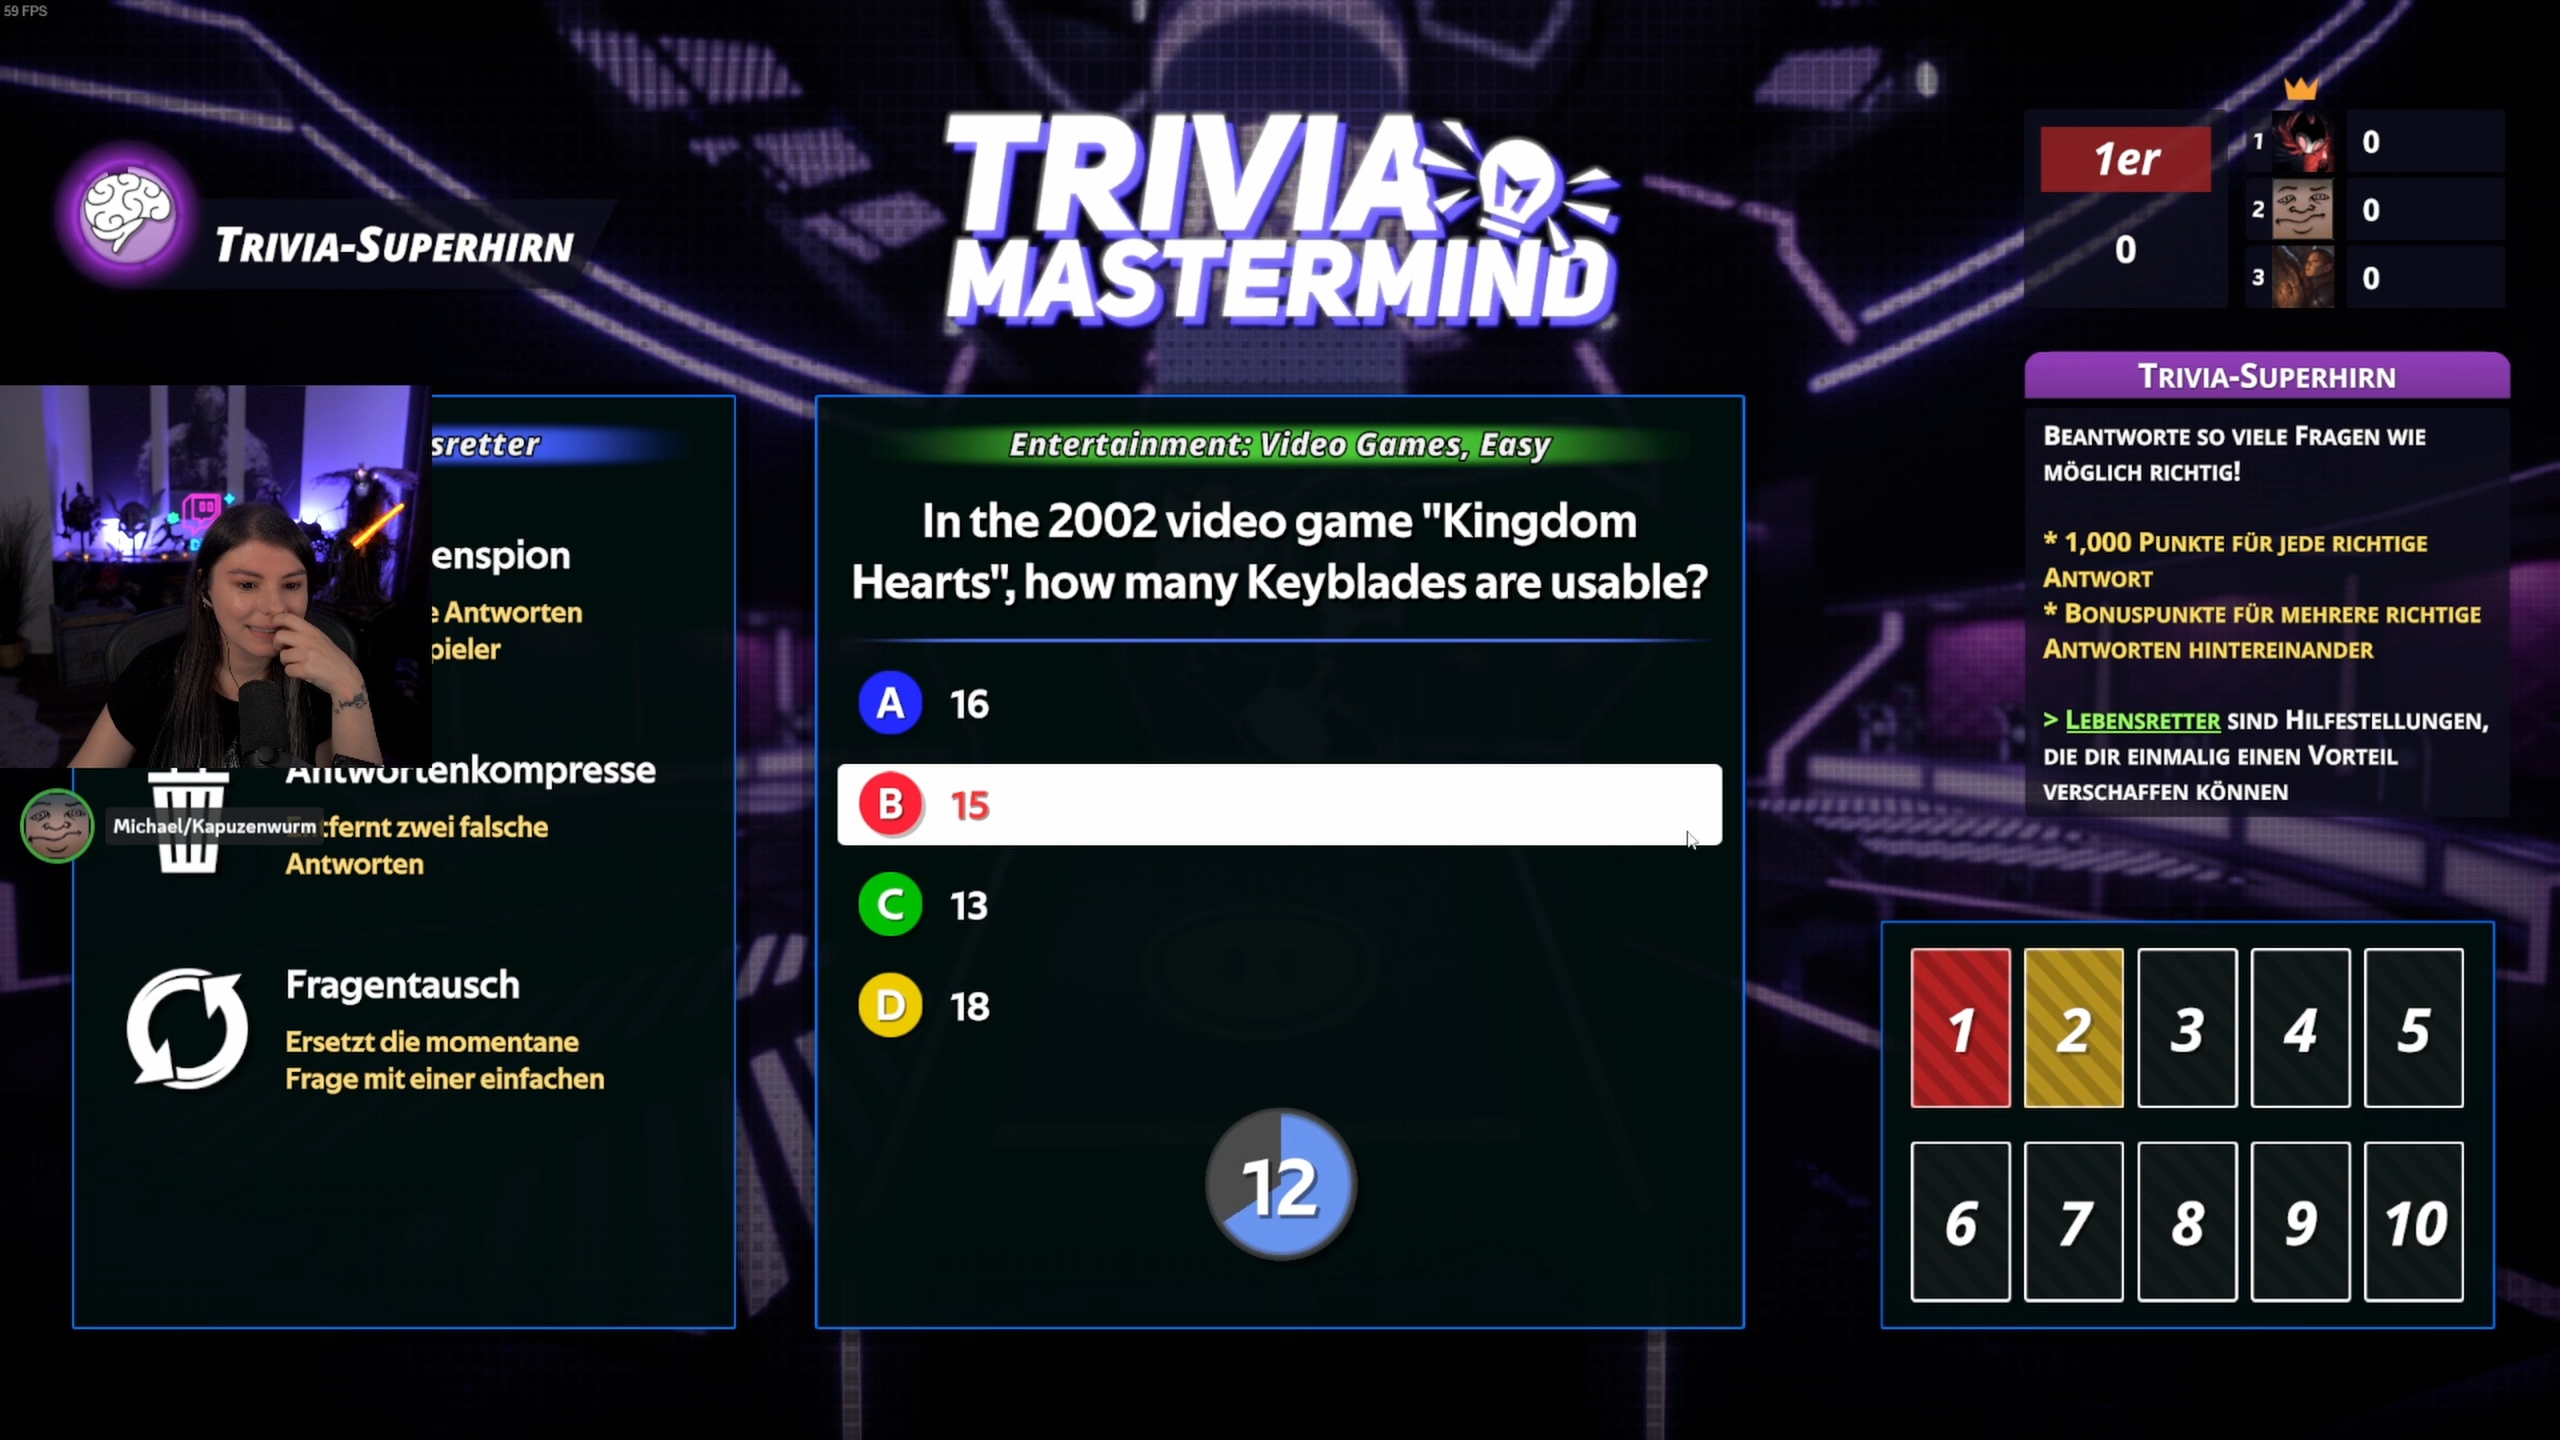 59 FPS
TRIVIA
MASTERMIND
TRIVIA-SUPERHIRN
1er
0
1 0
2 0
3 0
TRIVIA-SUPERHIRN
BEANTWORTE SO VIELE FRAGEN WIE
MÖGLICH RICHTIG!
* 1,000 PUNKTE FÜR JEDE RICHTIGE
ANTWORT
* BONUSPUNKTE FÜR MEHRERE RICHTIGE
ANTWORTEN HINTEREINANDER
> LEBENSRETTER SIND HILFESTELLUNGEN,
DIE DIR EINMALIG EINEN VORTEIL
VERSCHAFFEN KÖNNEN
sretter
enspion
Antworten
pieler
Antwortenkompresse
Michael/Kapuzenwurm
tfernt zwei falsche
Antworten
Fragentausch
Ersetzt die momentane
Frage mit einer einfachen
Entertainment: Video Games, Easy
In the 2002 video game "Kingdom
Hearts", how many Keyblades are usable?
A 16
B 15
C 13
D 18
12
1 2 3 4 5
6 7 8 9 10